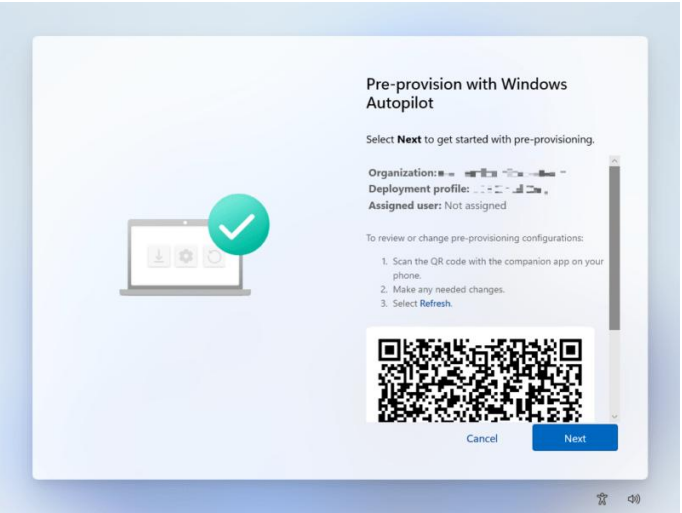 Pre-provision with Windows
Autopilot
Select Next to get started with pre-provisioning.
Organization:
Deployment profile:
Assigned user: Not assigned
To review or change pre-provisioning configurations:
1. Scan the QR code with the companion app on your
phone.
2. Make any needed changes.
3. Select Refresh.
Cancel
Next